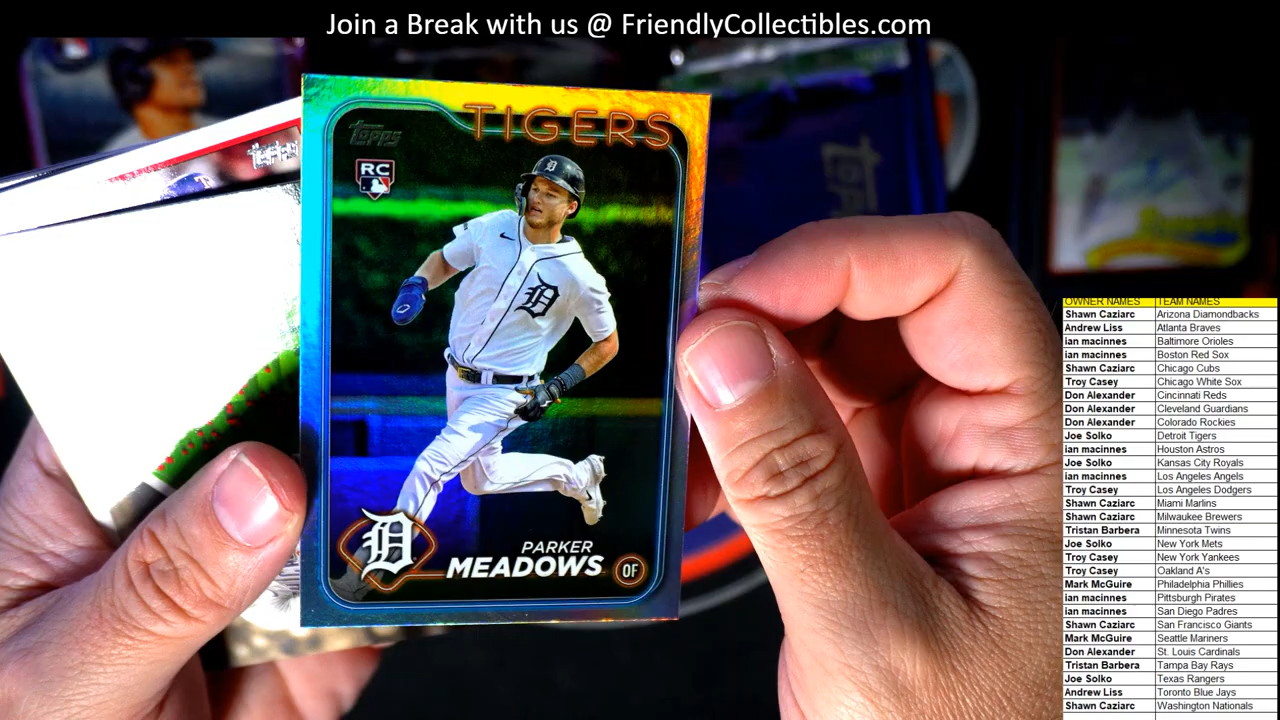 Join a Break with us @ FriendlyCollectibles.com
TIGERS
Topps
RC
D
D
D
PARKER
MEADOWS
OF
OWNER NAMES TEAM NAMES
Shawn Caziarc Arizona Diamondbacks
Andrew Liss Atlanta Braves
ian macinnes Baltimore Orioles
ian macinnes Boston Red Sox
Shawn Caziarc Chicago Cubs
Troy Casey Chicago White Sox
Don Alexander Cincinnati Reds
Don Alexander Cleveland Guardians
Don Alexander Colorado Rockies
Joe Solko Detroit Tigers
ian macinnes Houston Astros
Joe Solko Kansas City Royals
ian macinnes Los Angeles Angels
Troy Casey Los Angeles Dodgers
Shawn Caziarc Miami Marlins
Shawn Caziarc Milwaukee Brewers
Tristan Barbera Minnesota Twins
Joe Solko New York Mets
Troy Casey New York Yankees
Troy Casey Oakland A's
Mark McGuire Philadelphia Phillies
ian macinnes Pittsburgh Pirates
ian macinnes San Diego Padres
Shawn Caziarc San Francisco Giants
Mark McGuire Seattle Mariners
Don Alexander St. Louis Cardinals
Tristan Barbera Tampa Bay Rays
Joe Solko Texas Rangers
Andrew Liss Toronto Blue Jays
Shawn Caziarc Washington Nationals